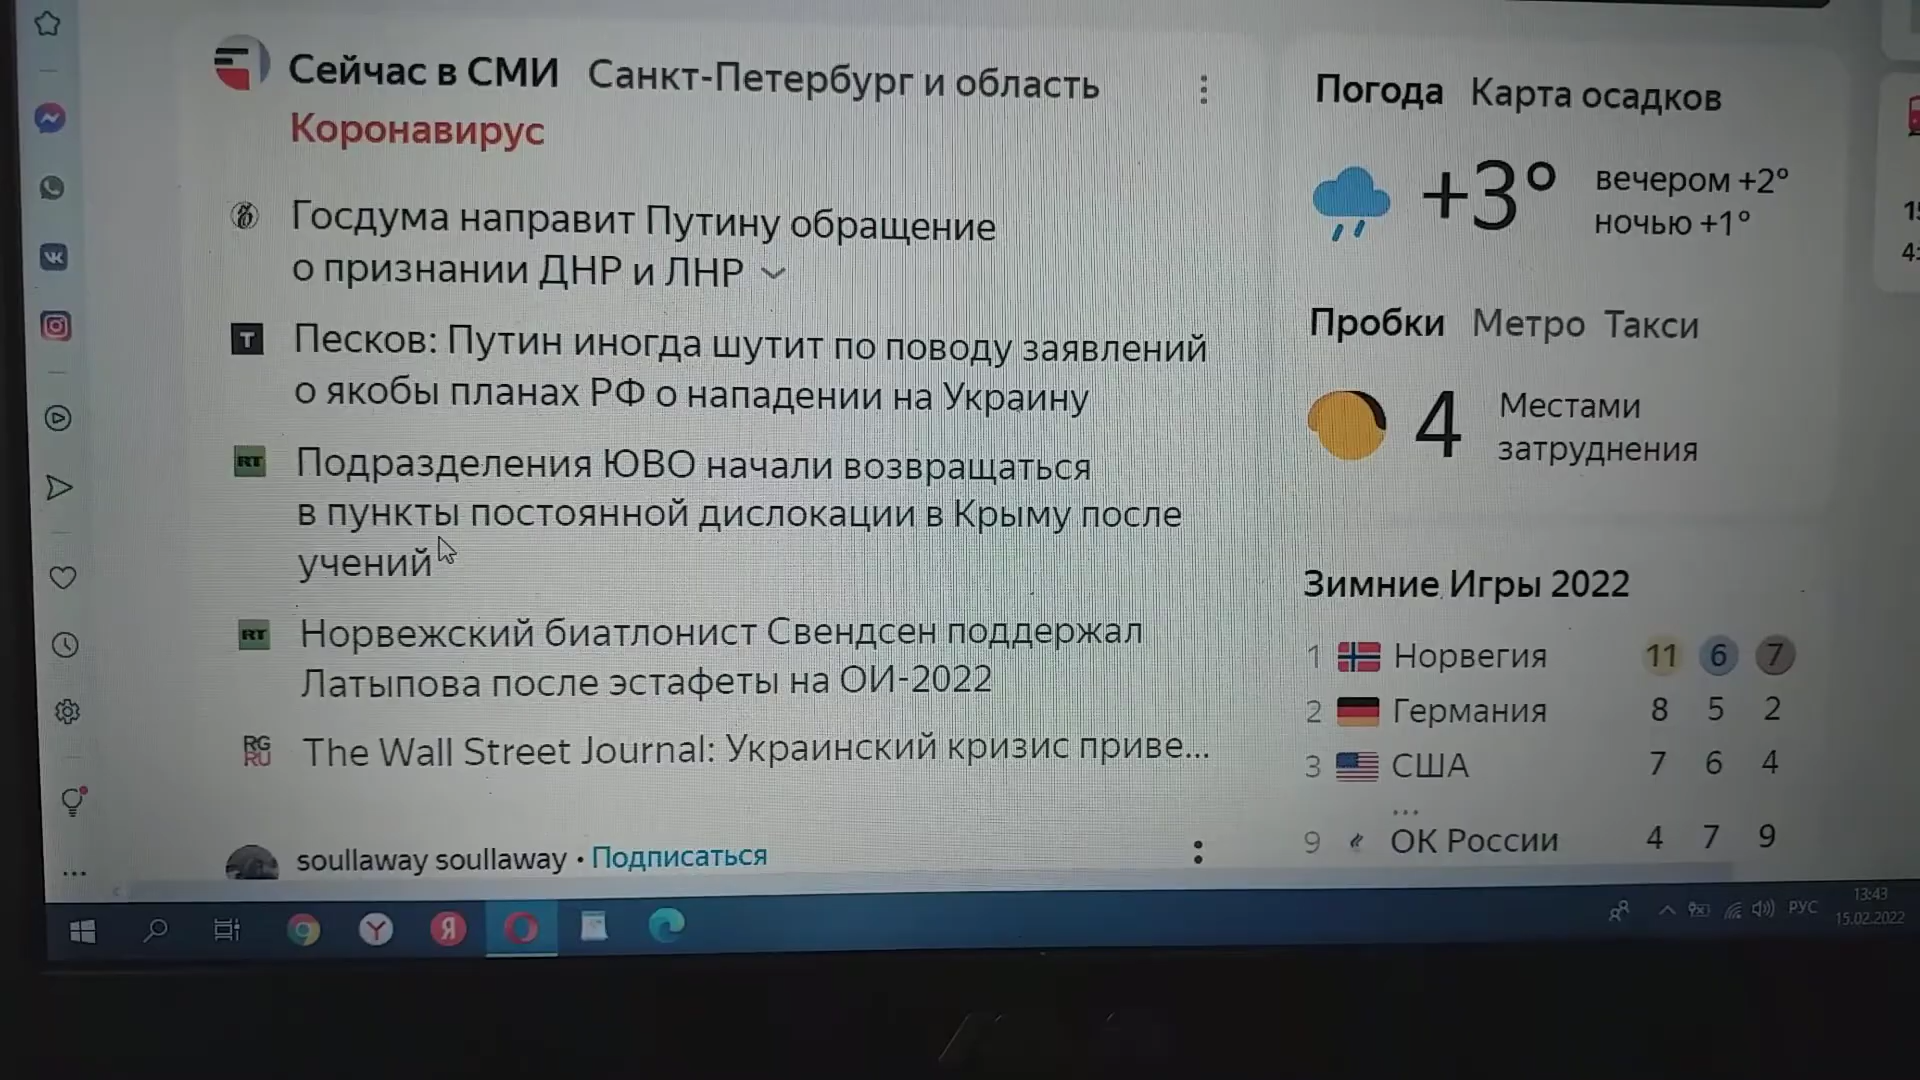 Сейчас в СМИ Санкт-Петербург и область
Коронавирус
Госдума направит Путину обращение
о признании ДНР и ЛНР
T
Песков: Путин иногда шутит по поводу заявлений
о якобы планах РФ о нападении на Украину
RT
Подразделения ЮВО начали возвращаться
в пункты постоянной дислокации в Крыму после
учений
RT
Норвежский биатлонист Свендсен поддержал
Латыпова после эстафеты на ОИ-2022
RG
RU
The Wall Street Journal: Украинский кризис приве...
soullaway soullaway • Подписаться
Погода Карта осадков
+3° вечером +2°
ночью +1°
Пробки Метро Такси
4 Местами
затруднения
Зимние Игры 2022
1 Норвегия 11 6 7
2 Германия 8 5 2
3 США 7 6 4
...
9 ОК России 4 7 9
РУС
13:43
15.02.2022